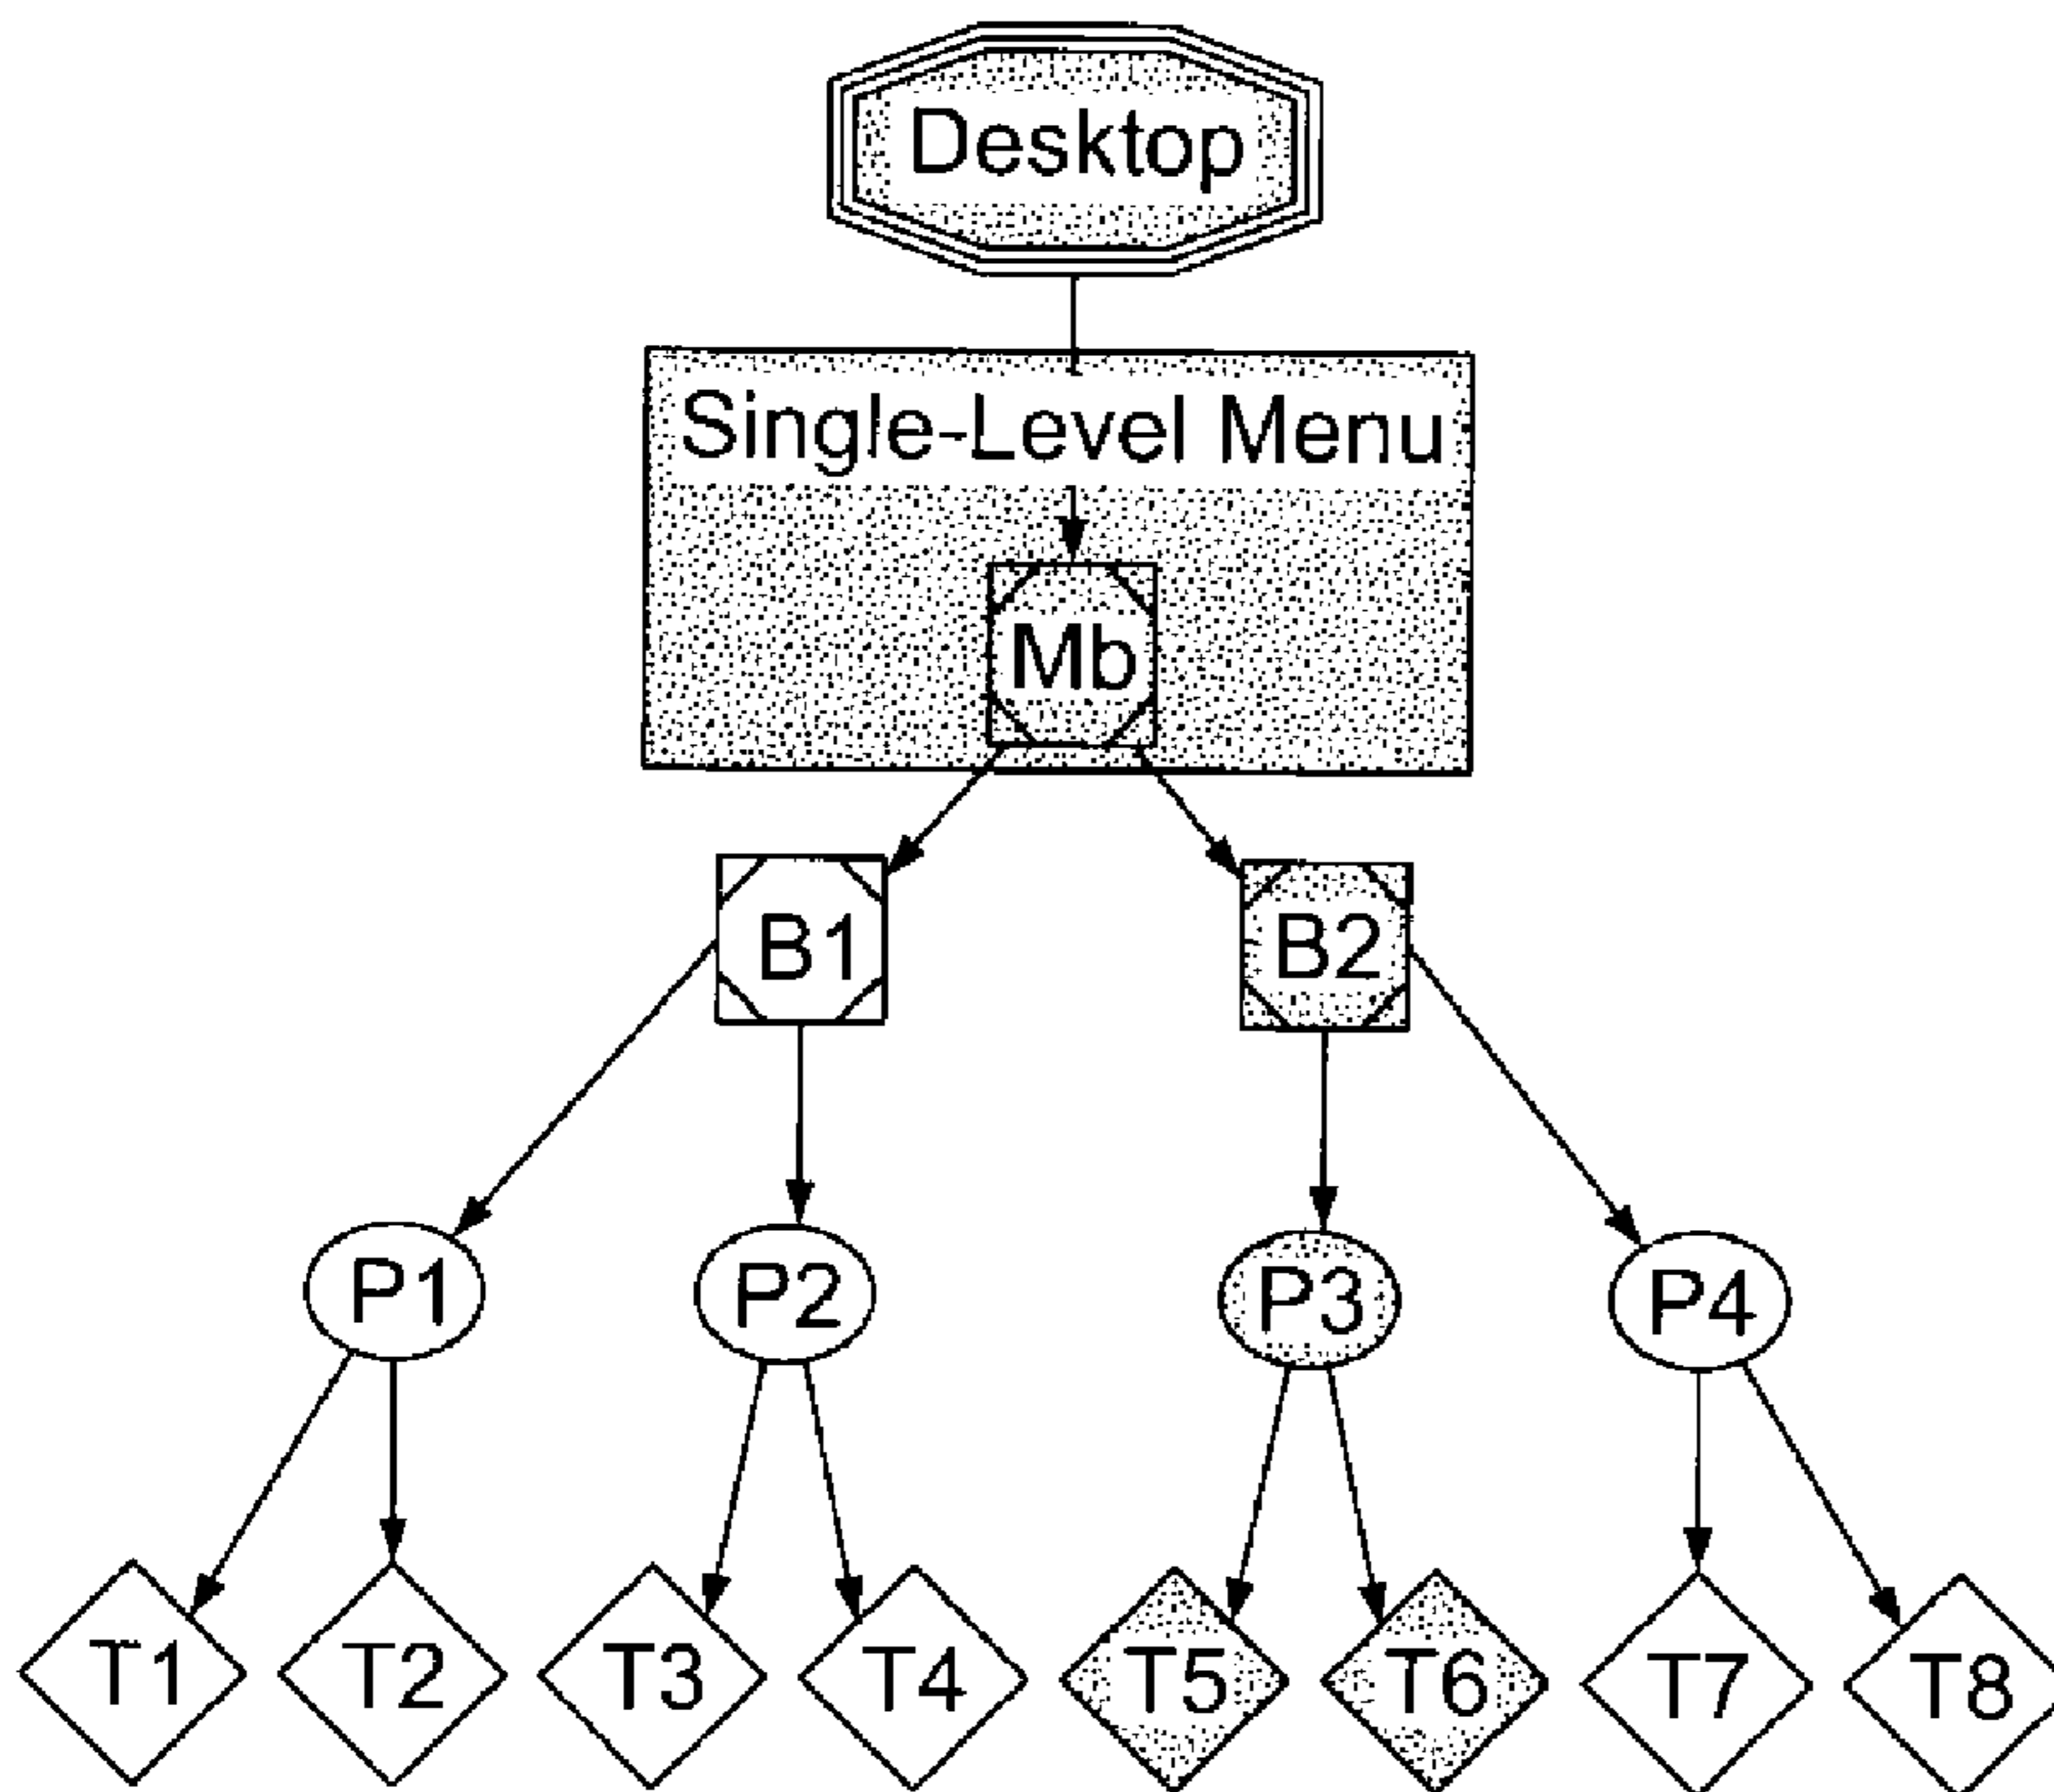 Desktop
Single-Level Menu
Mb
B1 B2
P1 P2 P3 P4
T1 T2 T3 T4 T5 T6 T7 T8